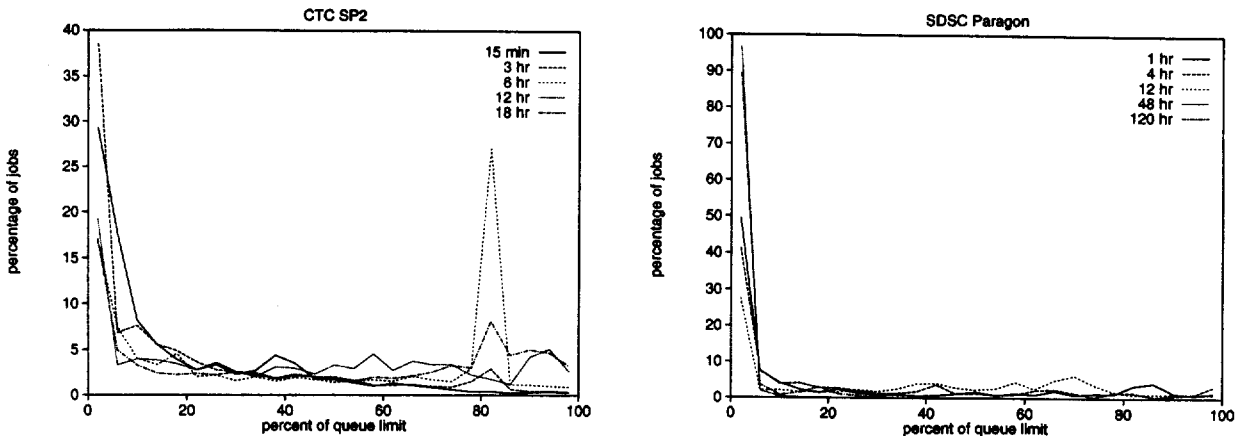 CTC SP2
40
35
30
25
20
15
10
5
0
percentage of jobs
15 min
3 hr
6 hr
12 hr
18 hr
0 20 40 60 80 100
percent of queue limit
SDSC Paragon
100
90
80
70
60
50
40
30
20
10
0
percentage of jobs
1 hr
4 hr
12 hr
48 hr
120 hr
0 20 40 60 80 100
percent of queue limit